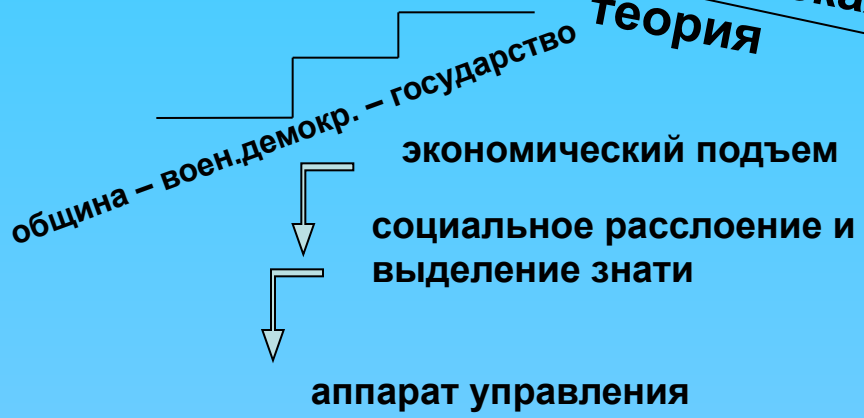 теория
община – воен.демокр. – государство
экономический подъем
социальное расслоение и
выделение знати
аппарат управления